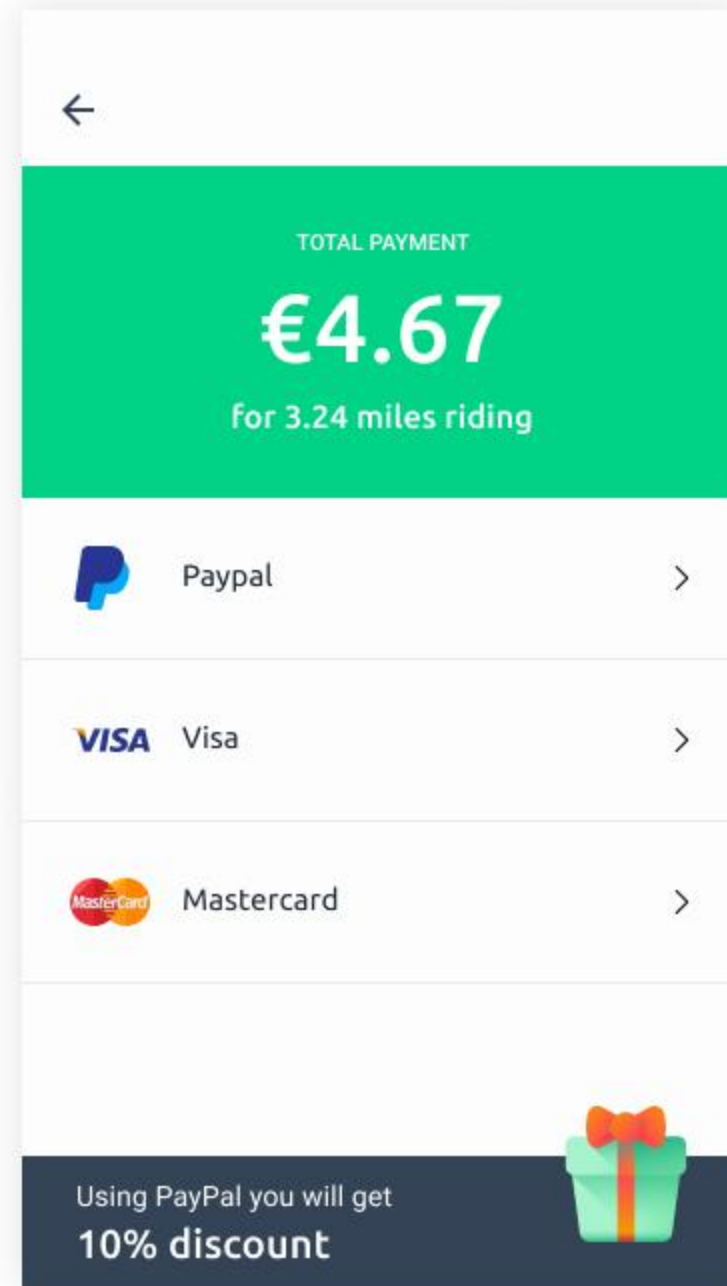 TOTAL PAYMENT
€4.67
for 3.24 miles riding
Paypal
VISA Visa
MasterCard Mastercard
Using PayPal you will get
10% discount